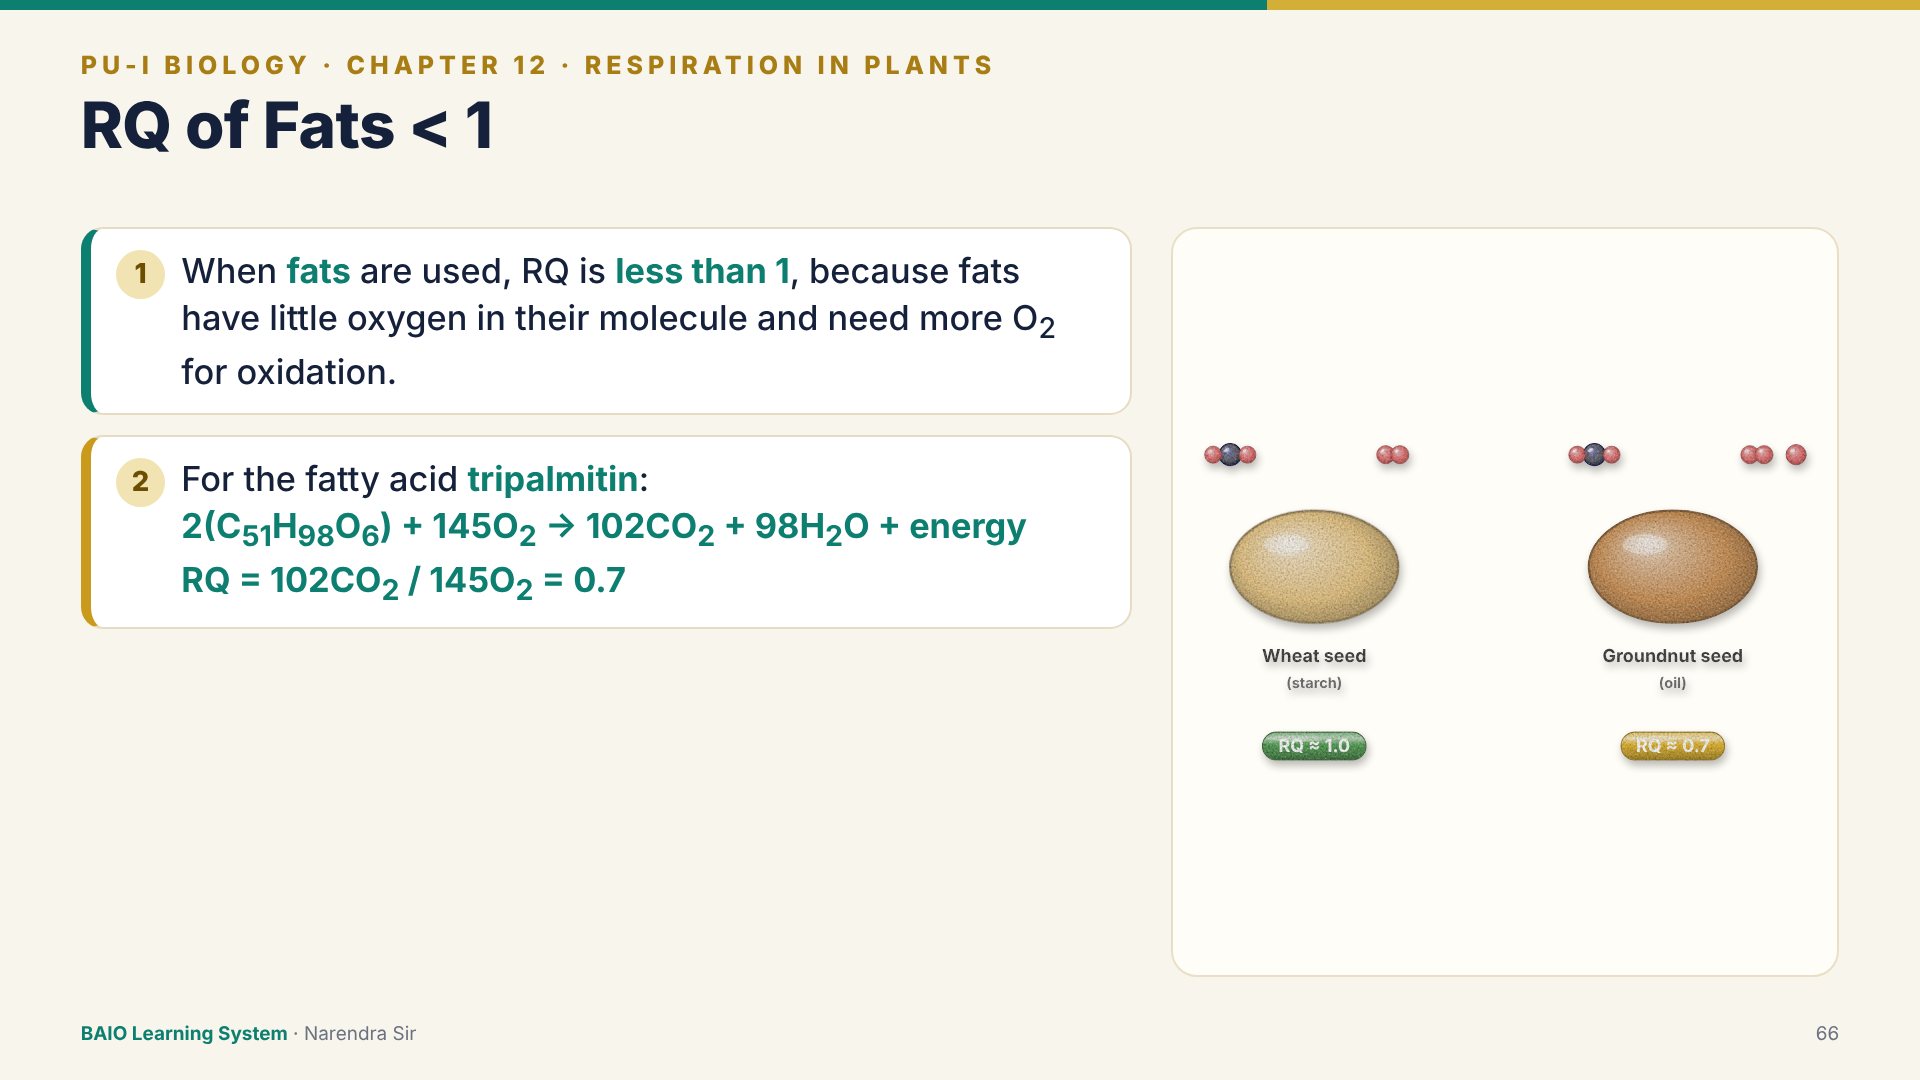 PU-I BIOLOGY · CHAPTER 12 · RESPIRATION IN PLANTS
RQ of Fats < 1
1 When fats are used, RQ is less than 1, because fats
have little oxygen in their molecule and need more O₂
for oxidation.
2 For the fatty acid tripalmitin:
2(C₅₁H₉₈O₆) + 145O₂ → 102CO₂ + 98H₂O + energy
RQ = 102CO₂ / 145O₂ = 0.7
Wheat seed
(starch)
RQ ≈ 1.0
Groundnut seed
(oil)
RQ ≈ 0.7
BAIO Learning System · Narendra Sir
66